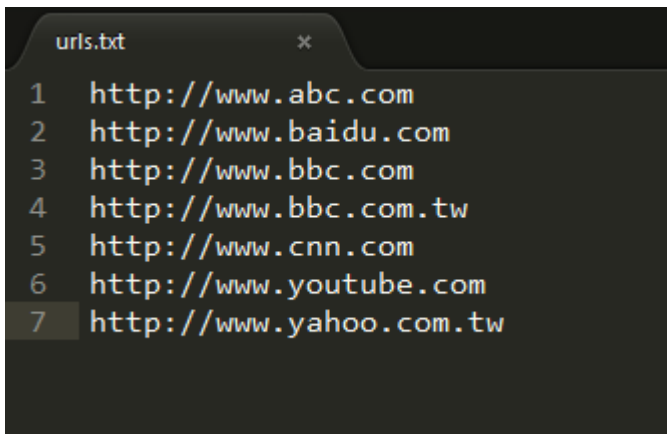 urls.txt ×
1 http://www.abc.com
2 http://www.baidu.com
3 http://www.bbc.com
4 http://www.bbc.com.tw
5 http://www.cnn.com
6 http://www.youtube.com
7 http://www.yahoo.com.tw